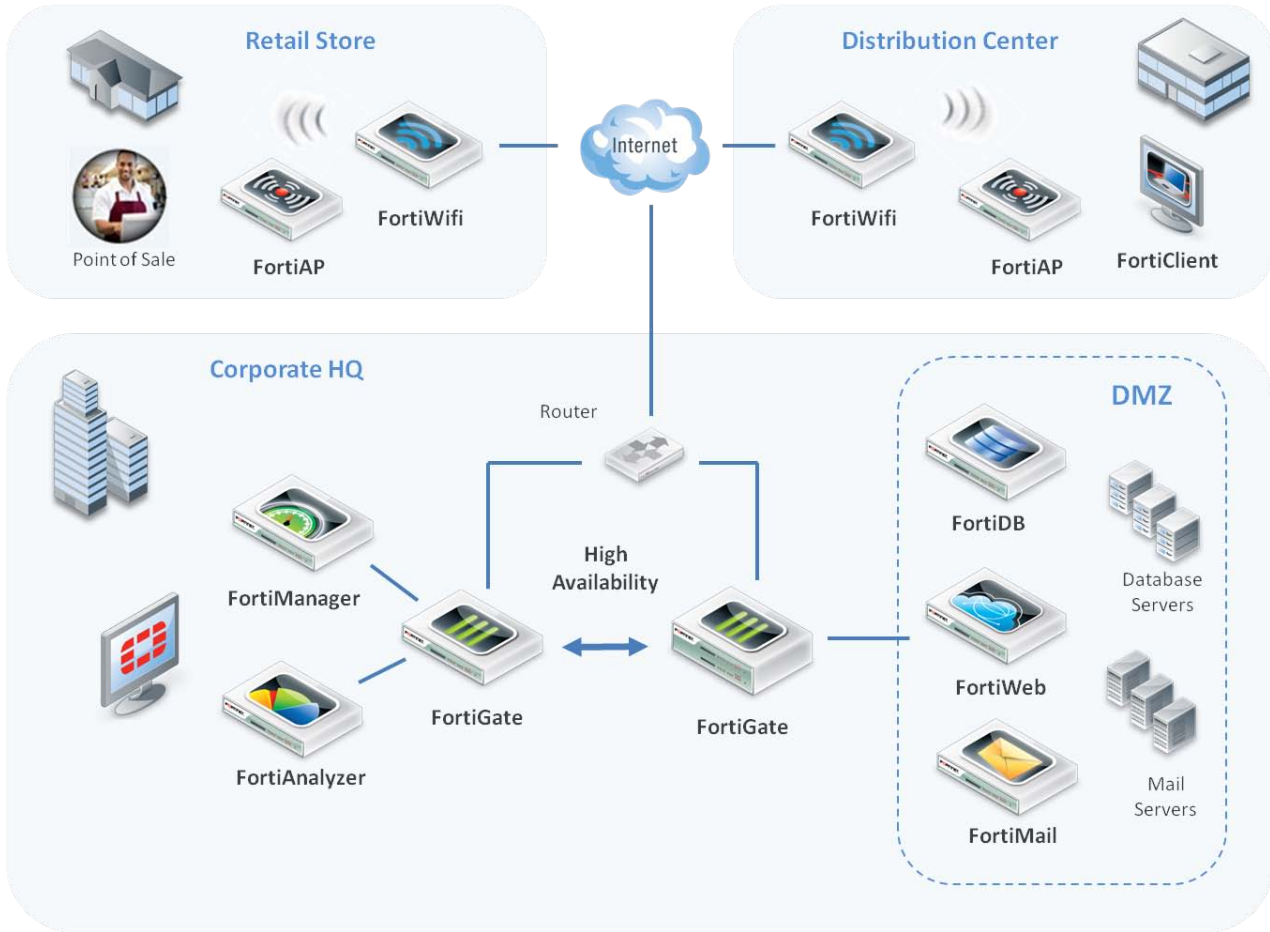 Retail Store
Distribution Center
Internet
FortiWifi
FortiAP
Point of Sale
FortiWifi
FortiAP
FortiClient
Corporate HQ
DMZ
Router
FortiDB
High
Availability
FortiManager
Database
Servers
FortiWeb
FortiGate
FortiGate
FortiAnalyzer
Mail
Servers
FortiMail